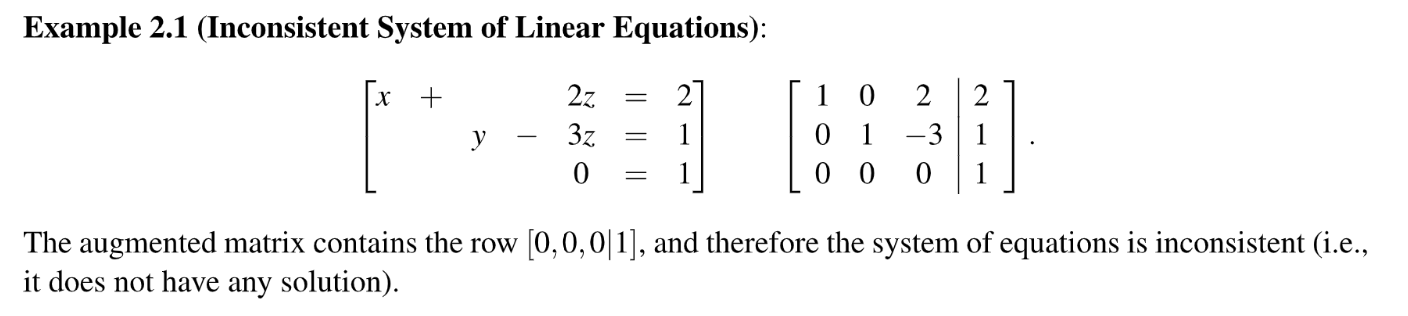 Example 2.1 (Inconsistent System of Linear Equations):
[x + 2z = 2] [1 0 2 | 2]
y − 3z = 1 0 1 −3 | 1
0 = 1 0 0 0 | 1 .
The augmented matrix contains the row [0,0,0|1], and therefore the system of equations is inconsistent (i.e.,
it does not have any solution).